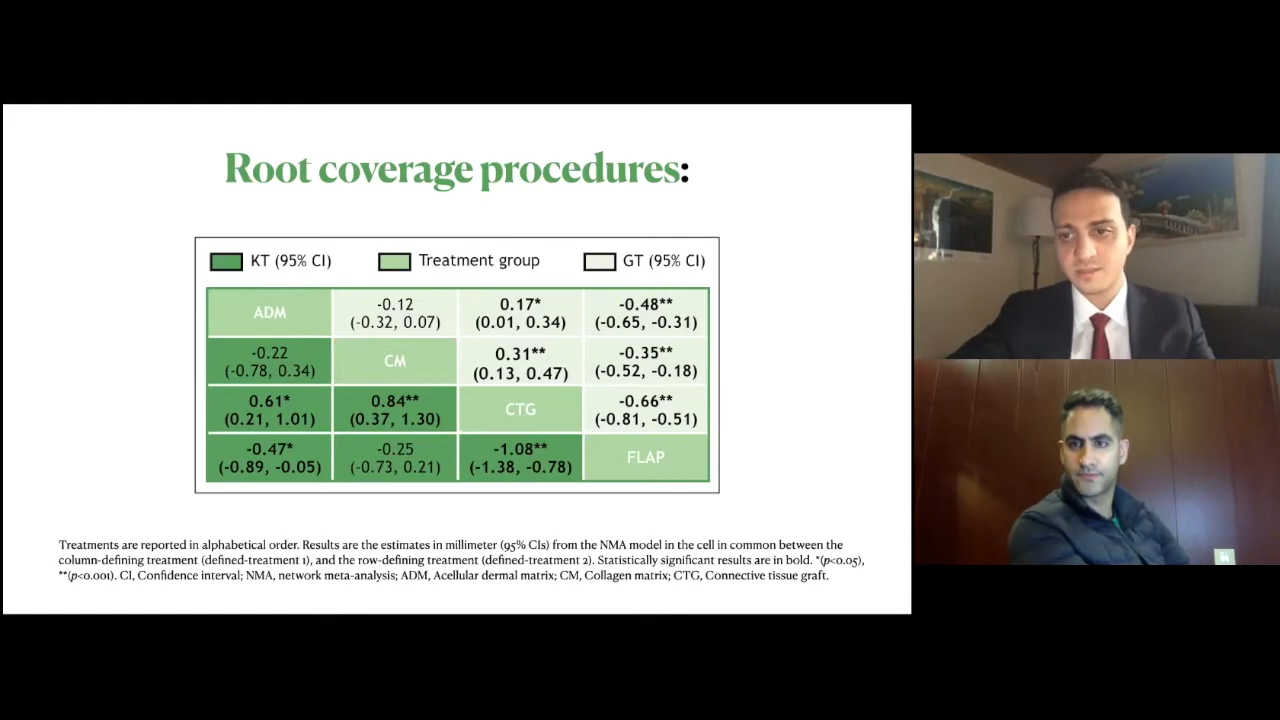 Root coverage procedures:
KT (95% CI) Treatment group GT (95% CI)
ADM -0.12 0.17* -0.48**
(-0.32, 0.07) (0.01, 0.34) (-0.65, -0.31)
-0.22 CM 0.31** -0.35**
(-0.78, 0.34) (0.13, 0.47) (-0.52, -0.18)
0.61* 0.84** CTG -0.66**
(0.21, 1.01) (0.37, 1.30) (-0.81, -0.51)
-0.47* -0.25 -1.08** FLAP
(-0.89, -0.05) (-0.73, 0.21) (-1.38, -0.78)
Treatments are reported in alphabetical order. Results are the estimates in millimeter (95% CIs) from the NMA model in the cell in common between the
column-defining treatment (defined-treatment 1), and the row-defining treatment (defined-treatment 2). Statistically significant results are in bold. *(p<0.05),
**(p<0.001). CI, Confidence interval; NMA, network meta-analysis; ADM, Acellular dermal matrix; CM, Collagen matrix; CTG, Connective tissue graft.